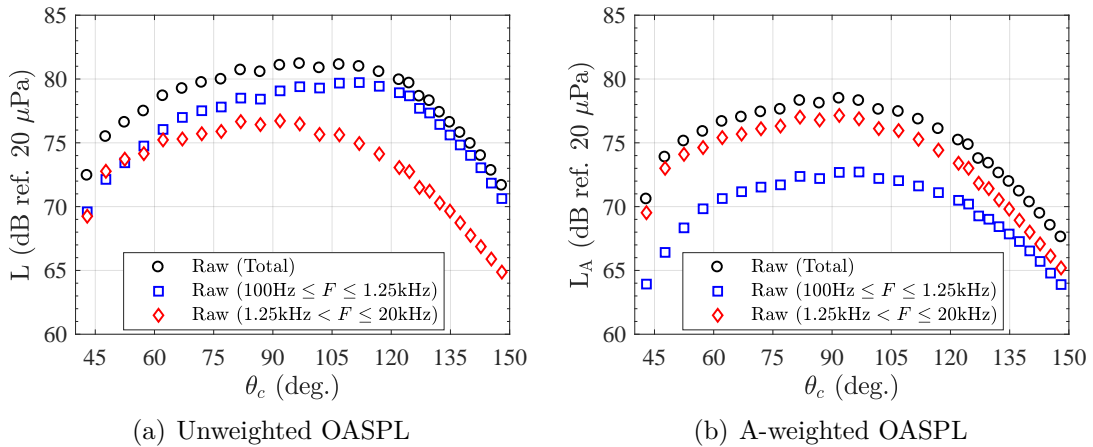 85
80
75
70
65
60
L (dB ref. 20 μPa)
Raw (Total)
Raw (100Hz ≤ F ≤ 1.25kHz)
Raw (1.25kHz < F ≤ 20kHz)
45 60 75 90 105 120 135 150
θc (deg.)
(a) Unweighted OASPL
85
80
75
70
65
60
LA (dB ref. 20 μPa)
Raw (Total)
Raw (100Hz ≤ F ≤ 1.25kHz)
Raw (1.25kHz < F ≤ 20kHz)
45 60 75 90 105 120 135 150
θc (deg.)
(b) A-weighted OASPL